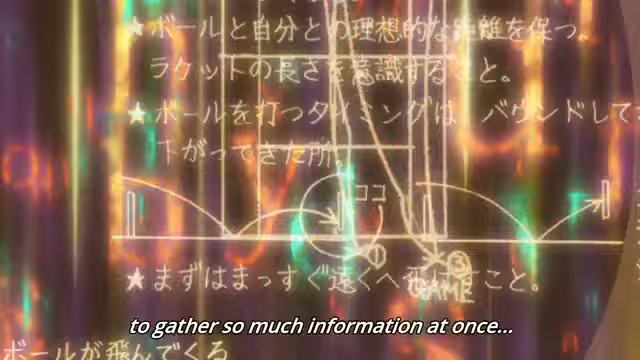 ★ボールと自分との理想的な距離を保つ。
ラケットの長さを意識すること。
★ボールを打つタイミングは バウンドして
下がってきた所。
ココ
①
③
GAME
★まずはまっすぐ遠くへ飛ばすこと。
to gather so much information at once...
ボールが飛んでくる